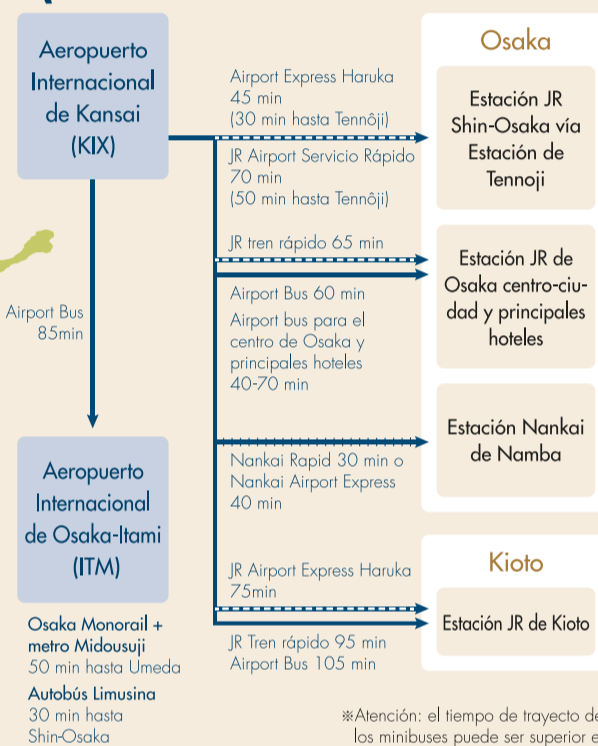 Aeropuerto
Internacional
de Kansai
(KIX)
Airport Bus
85min
Aeropuerto
Internacional
de Osaka-Itami
(ITM)
Osaka Monorail +
metro Midousuji
50 min hasta Umeda
Autobús Limusina
30 min hasta
Shin-Osaka
Airport Express Haruka
45 min
(30 min hasta Tennôji)
JR Airport Servicio Rápido
70 min
(50 min hasta Tennôji)
JR tren rápido 65 min
Airport Bus 60 min
Airport bus para el
centro de Osaka y
principales hoteles
40-70 min
Nankai Rapid 30 min o
Nankai Airport Express
40 min
JR Airport Express Haruka
75min
JR Tren rápido 95 min
Airport Bus 105 min
Osaka
Estación JR
Shin-Osaka vía
Estación de
Tennoji
Estación JR de
Osaka centro-ciu-
dad y principales
hoteles
Estación Nankai
de Namba
Kioto
Estación JR de Kioto
※Atención: el tiempo de trayecto de
los minibuses puede ser superior e